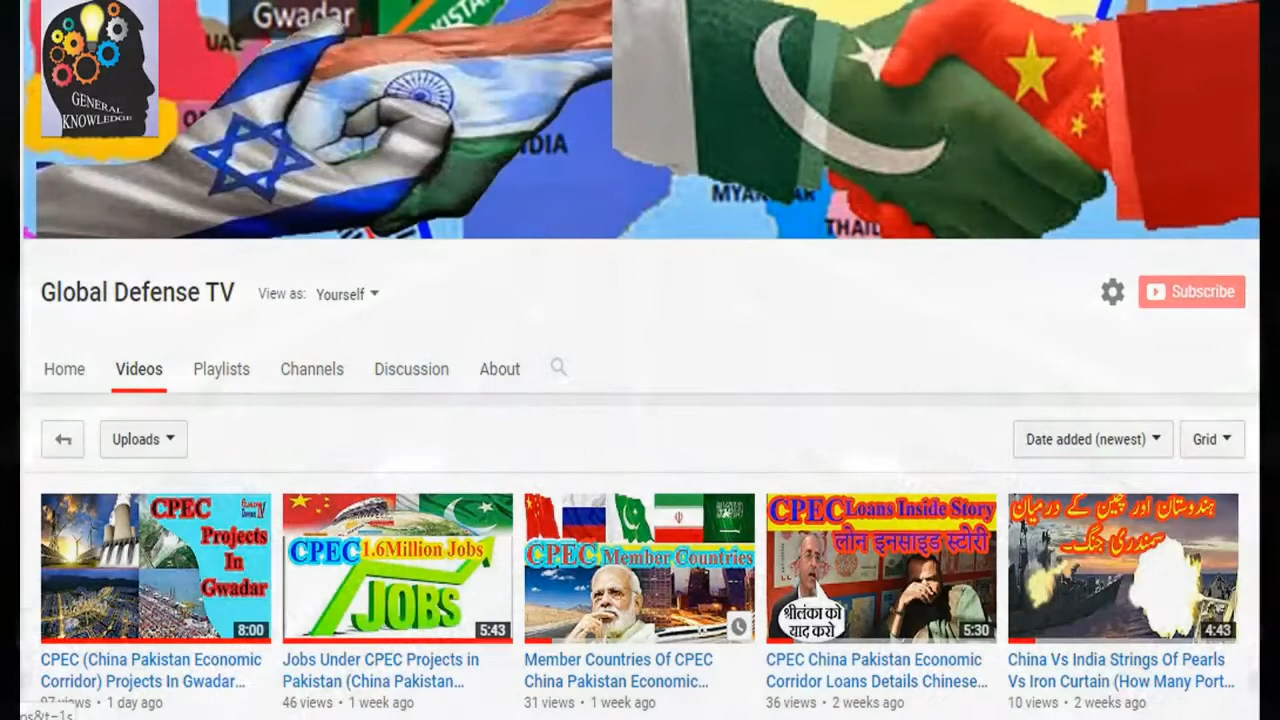 Gwadar
PAKISTAN
UAE
GENERAL
KNOWLEDGE
MYANMAR
THAIL
Global Defense TV View as: Yourself
Subscribe
Home Videos Playlists Channels Discussion About
Uploads
Date added (newest) Grid
CPEC
Projects
In
Gwadar
8:00
CPEC 1.6Million Jobs
JOBS
5:43
CPEC Member Countries
CPEC Loans Inside Story
लोन इनसाइड स्टोरी
श्रीलंका को
याद करो
5:30
ہندوستان اور چین کے درمیان
سمندری جنگ۔
4:43
CPEC (China Pakistan Economic
Corridor) Projects In Gwadar...
97 views • 1 day ago
Jobs Under CPEC Projects in
Pakistan (China Pakistan...
46 views • 1 week ago
Member Countries Of CPEC
China Pakistan Economic...
31 views • 1 week ago
CPEC China Pakistan Economic
Corridor Loans Details Chinese...
36 views • 2 weeks ago
China Vs India Strings Of Pearls
Vs Iron Curtain (How Many Port...
10 views • 2 weeks ago